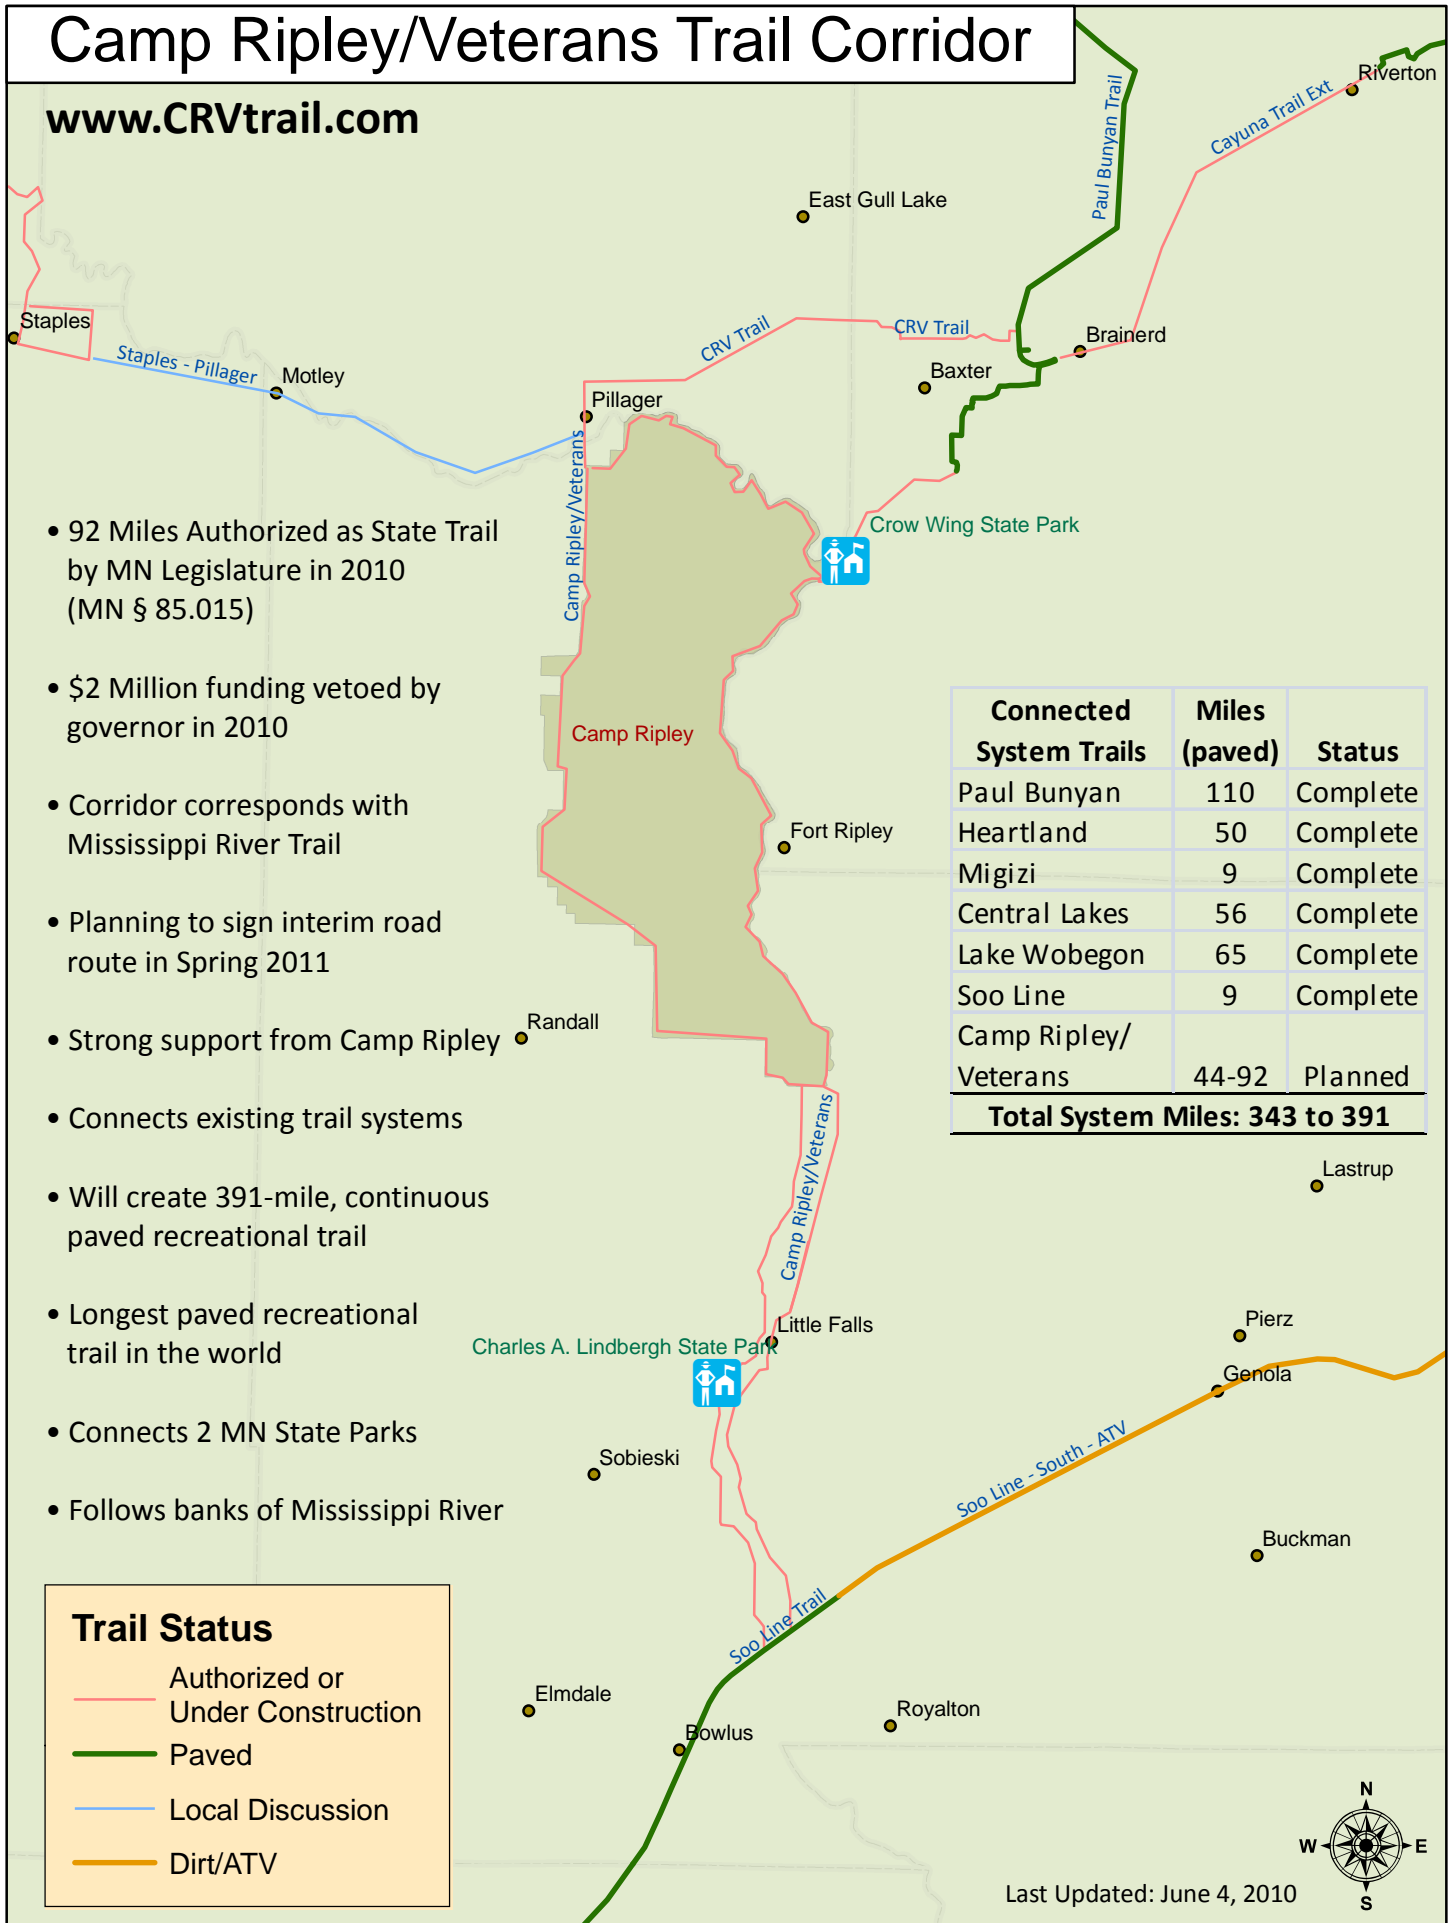 Camp Ripley/Veterans Trail Corridor
www.CRVtrail.com
Riverton
Cayuna Trail Ext
Paul Bunyan Trail
East Gull Lake
Staples
Staples - Pillager
Motley
CRV Trail
CRV Trail
Brainerd
Baxter
Pillager
Camp Ripley/Veterans
Crow Wing State Park
• 92 Miles Authorized as State Trail
by MN Legislature in 2010
(MN § 85.015)
• $2 Million funding vetoed by
governor in 2010
• Corridor corresponds with
Mississippi River Trail
• Planning to sign interim road
route in Spring 2011
• Strong support from Camp Ripley
• Connects existing trail systems
• Will create 391-mile, continuous
paved recreational trail
• Longest paved recreational
trail in the world
• Connects 2 MN State Parks
• Follows banks of Mississippi River
Camp Ripley
Fort Ripley
Randall
Connected Miles
System Trails (paved) Status
Paul Bunyan 110 Complete
Heartland 50 Complete
Migizi 9 Complete
Central Lakes 56 Complete
Lake Wobegon 65 Complete
Soo Line 9 Complete
Camp Ripley/
Veterans 44-92 Planned
Total System Miles: 343 to 391
Camp Ripley/Veterans
Lastrup
Little Falls
Charles A. Lindbergh State Park
Pierz
Genola
Sobieski
Soo Line - South - ATV
Buckman
Soo Line Trail
Elmdale
Bowlus
Royalton
Trail Status
Authorized or
Under Construction
Paved
Local Discussion
Dirt/ATV
N
W E
S
Last Updated: June 4, 2010